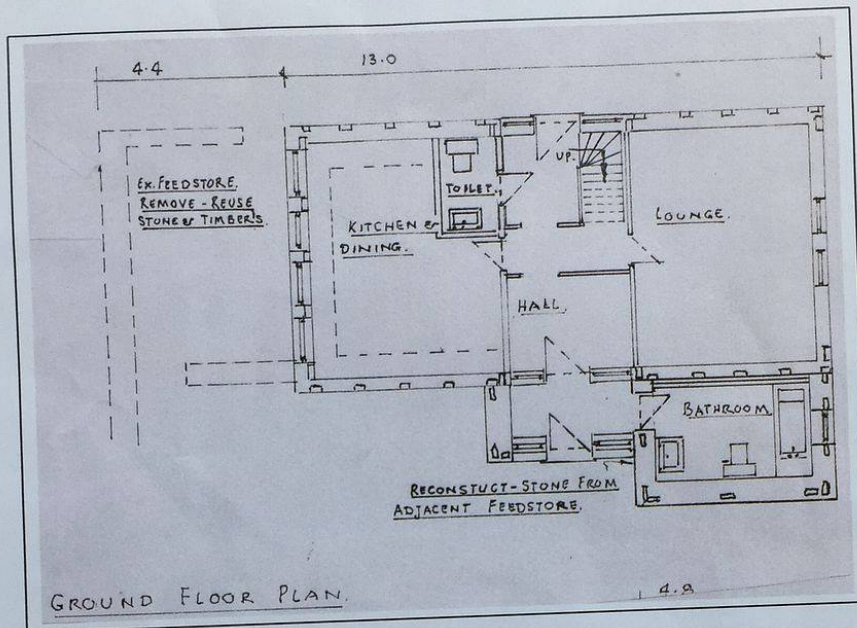 4.4
13.0
Ex. FEEDSTORE.
REMOVE - REUSE
STONE & TIMBERS
TOILET.
UP.
KITCHEN &
DINING.
LOUNGE.
HALL
BATHROOM
RECONSTUCT - STONE FROM
ADJACENT FEEDSTORE.
GROUND FLOOR PLAN.
4.8